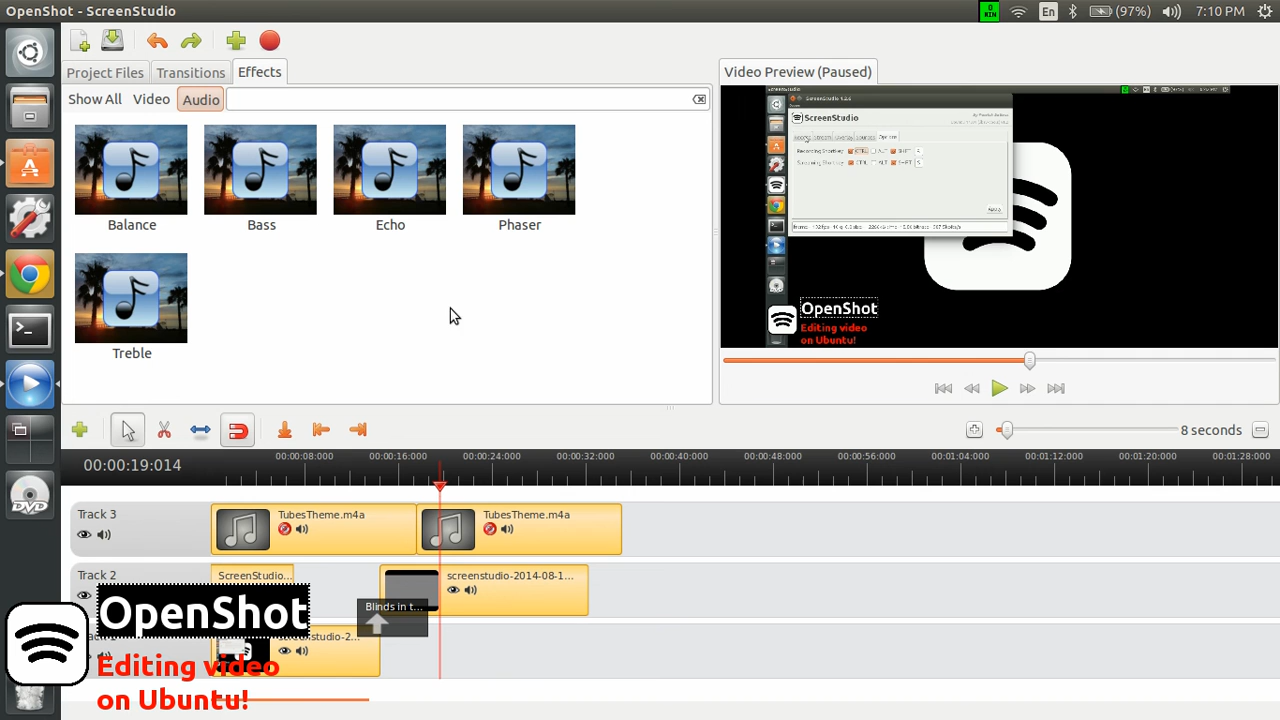 OpenShot - ScreenStudio
0
RIN
En
(97%)
7:10 PM
Project Files
Transitions
Effects
Show All
Video
Audio
Balance
Bass
Echo
Phaser
Treble
Video Preview (Paused)
ScreenStudio
OpenShot
Editing video
on Ubuntu!
8 seconds
00:00:19:014
00:00:08:000
00:00:16:000
00:00:24:000
00:00:32:000
00:00:40:000
00:00:48:000
00:00:56:000
00:01:04:000
00:01:12:000
00:01:20:000
00:01:28:000
Track 3
TubesTheme.m4a
TubesTheme.m4a
Track 2
ScreenStudio...
screenstudio-2014-08-1...
Blinds in t...
screenstudio-2...
OpenShot
Editing video
on Ubuntu!
DVD